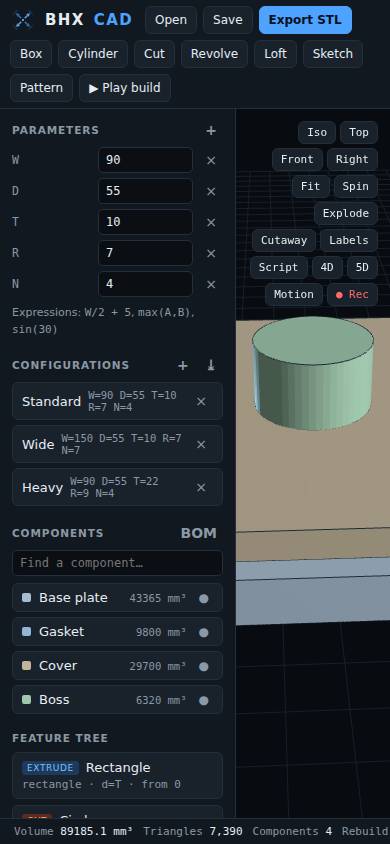 BHX CAD Open Save Export STL
Box Cylinder Cut Revolve Loft Sketch
Pattern ▶ Play build
PARAMETERS +
W 90 ×
D 55 ×
T 10 ×
R 7 ×
N 4 ×
Expressions: W/2 + 5, max(A,B),
sin(30)
CONFIGURATIONS + ⤓
Standard W=90 D=55 T=10
R=7 N=4 ×
Wide W=150 D=55 T=10 R=7
N=7 ×
Heavy W=90 D=55 T=22
R=9 N=4 ×
COMPONENTS BOM
Find a component…
Base plate 43365 mm³ ●
Gasket 9800 mm³ ●
Cover 29700 mm³ ●
Boss 6320 mm³ ●
FEATURE TREE
EXTRUDE Rectangle
rectangle · d=T · from 0
Iso Top
Front Right
Fit Spin
Explode
Cutaway Labels
Script 4D 5D
Motion ● Rec
Volume 89185.1 mm³ Triangles 7,390 Components 4 Rebuild